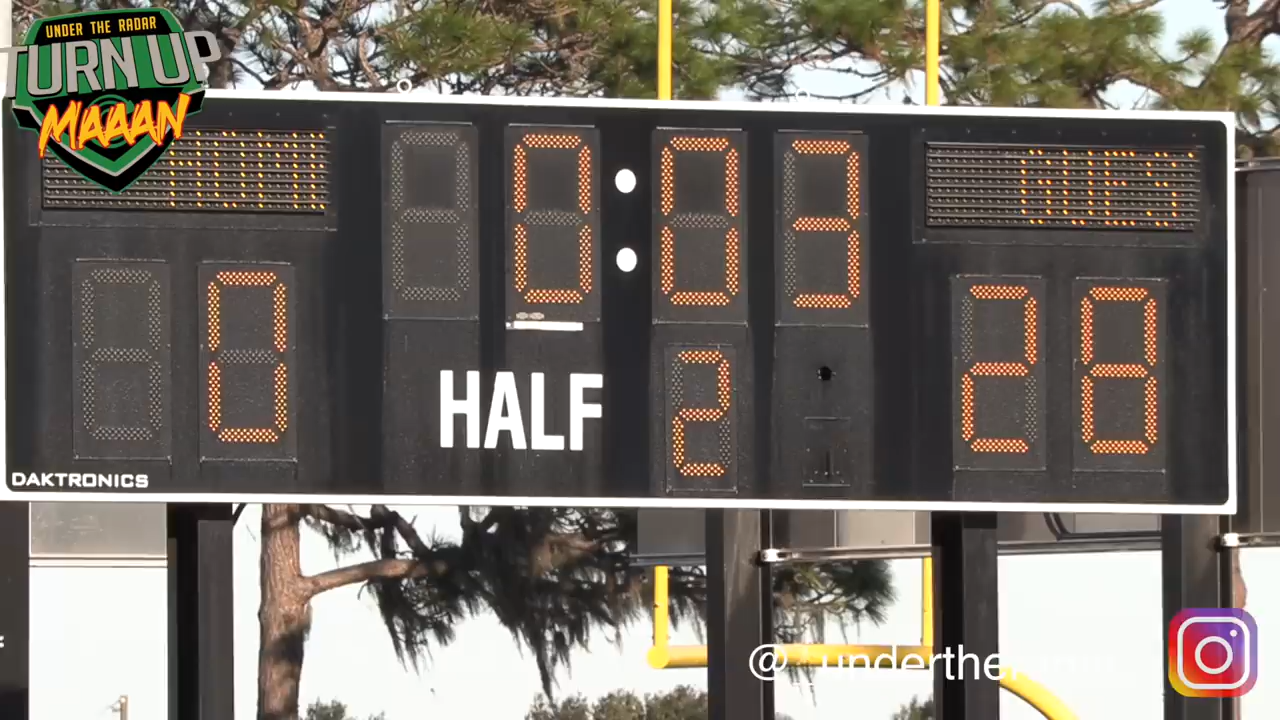 UNDER THE RADAR
TURN UP
MAAAN
0:03
0
28
HALF 2
DAKTRONICS